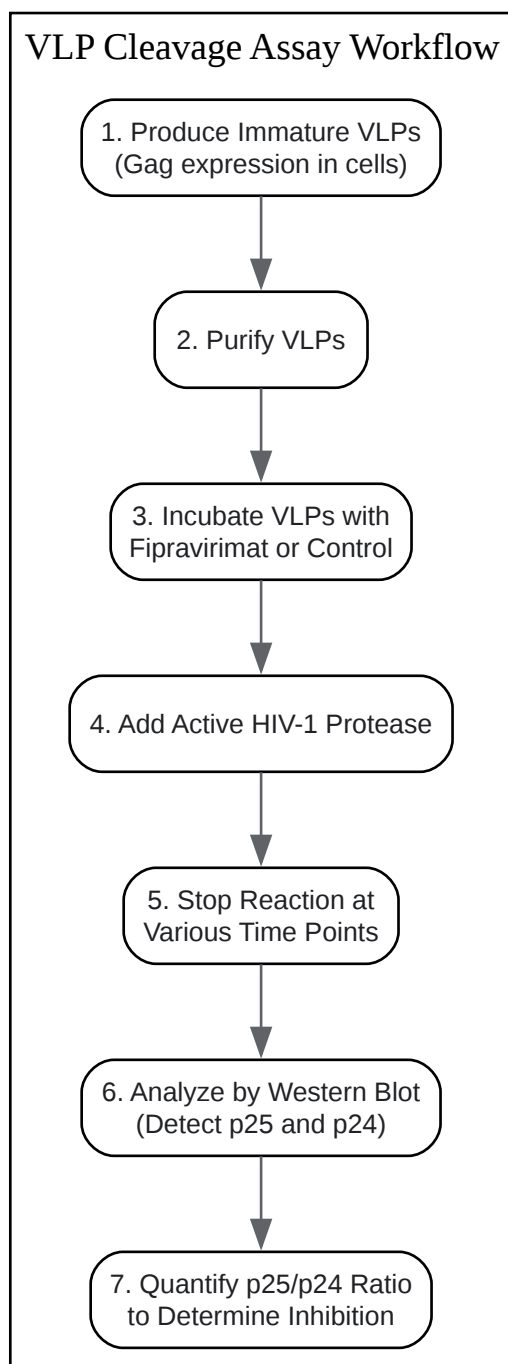 VLP Cleavage Assay Workflow
1. Produce Immature VLPs
(Gag expression in cells)
2. Purify VLPs
3. Incubate VLPs with
Fipravirimat or Control
4. Add Active HIV-1 Protease
5. Stop Reaction at
Various Time Points
6. Analyze by Western Blot
(Detect p25 and p24)
7. Quantify p25/p24 Ratio
to Determine Inhibition